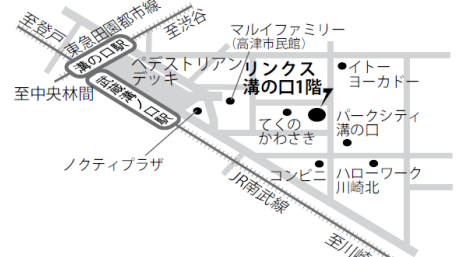 至登戸
東急田園都市線
至渋谷
溝の口駅
至中央林間
武蔵溝ノ口駅
ペデストリアン
デッキ
マルイファミリー
(高津市民館)
リンクス
溝の口1階
イトー
ヨーカドー
てくの
かわさき
パークシティ
溝の口
ノクティプラザ
コンビニ
ハローワーク
川崎北
JR南武線
至川崎